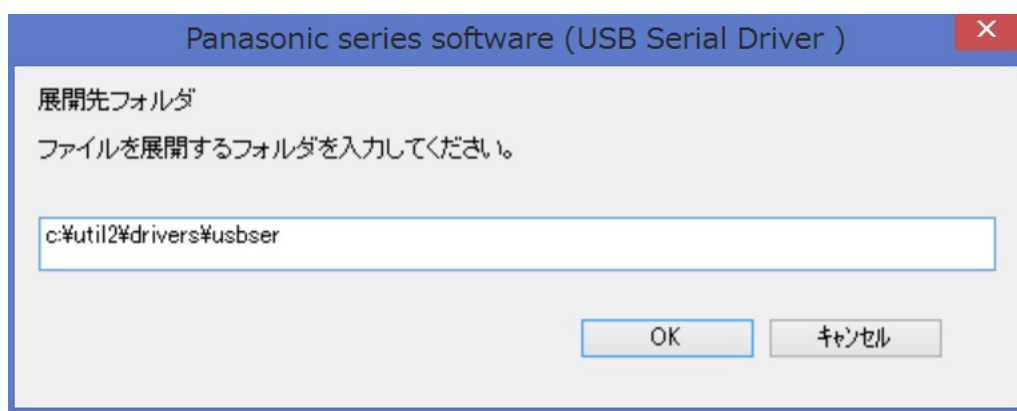 Panasonic series software (USB Serial Driver )
展開先フォルダ
ファイルを展開するフォルダを入力してください。
c:¥util2¥drivers¥usbser
OK
キャンセル